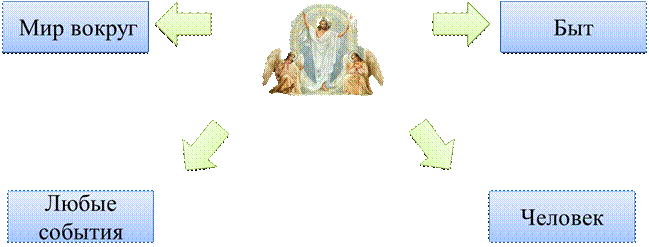 Мир вокруг
Быт
Любые
события
Человек